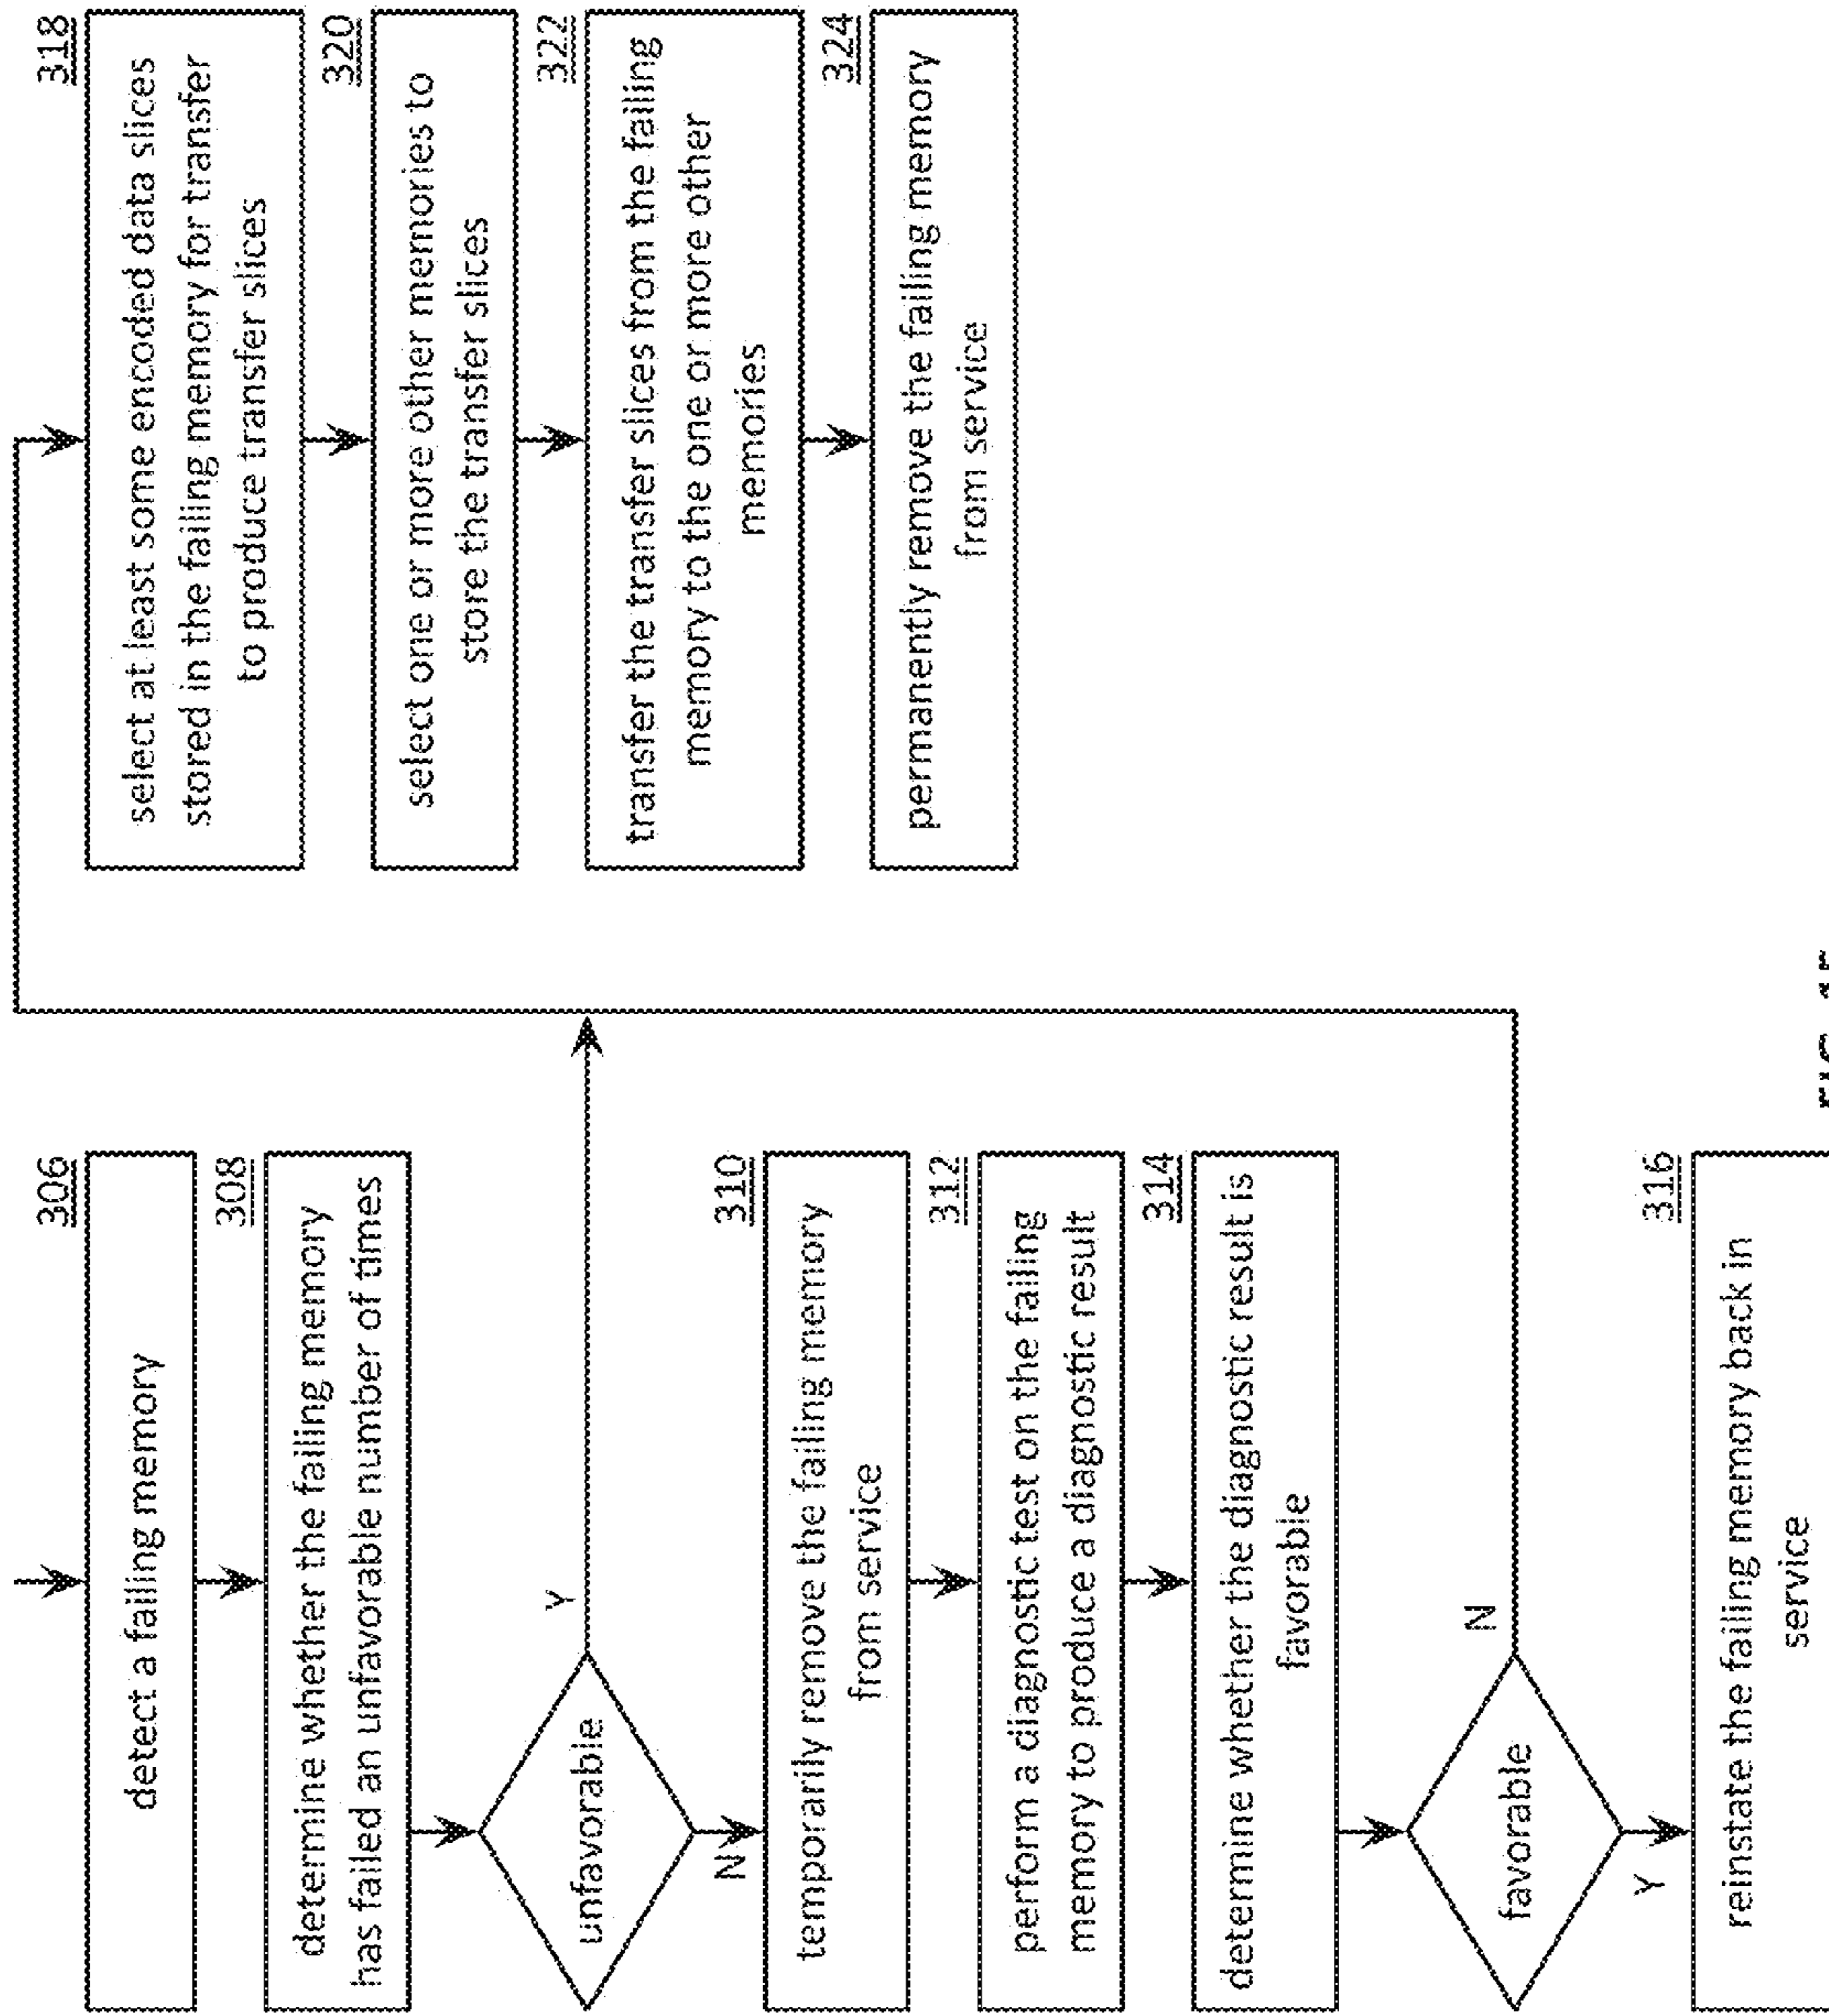 306
detect a failing memory
308
determine whether the failing memory
has failed an unfavorable number of times
unfavorable
Y
N
310
temporarily remove the failing memory
from service
312
perform a diagnostic test on the failing
memory to produce a diagnostic result
314
determine whether the diagnostic result is
favorable
favorable
N
Y
316
reinstate the failing memory back in
service
318
select at least some encoded data slices
stored in the failing memory for transfer
to produce transfer slices
320
select one or more other memories to
store the transfer slices
322
transfer the transfer slices from the failing
memory to the one or more other
memories
324
permanently remove the failing memory
from service